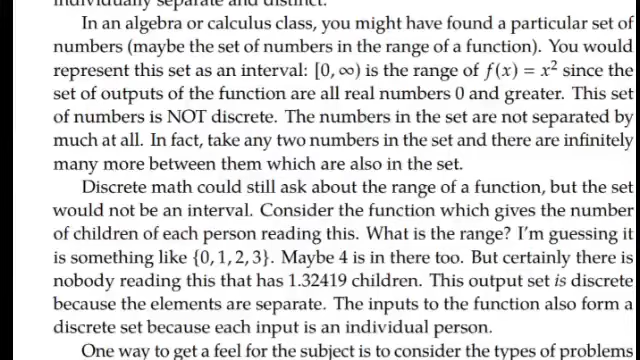 individually separate and distinct.
In an algebra or calculus class, you might have found a particular set of
numbers (maybe the set of numbers in the range of a function). You would
represent this set as an interval: [0, ∞) is the range of f(x) = x² since the
set of outputs of the function are all real numbers 0 and greater. This set
of numbers is NOT discrete. The numbers in the set are not separated by
much at all. In fact, take any two numbers in the set and there are infinitely
many more between them which are also in the set.
Discrete math could still ask about the range of a function, but the set
would not be an interval. Consider the function which gives the number
of children of each person reading this. What is the range? I'm guessing it
is something like {0, 1, 2, 3}. Maybe 4 is in there too. But certainly there is
nobody reading this that has 1.32419 children. This output set is discrete
because the elements are separate. The inputs to the function also form a
discrete set because each input is an individual person.
One way to get a feel for the subject is to consider the types of problems